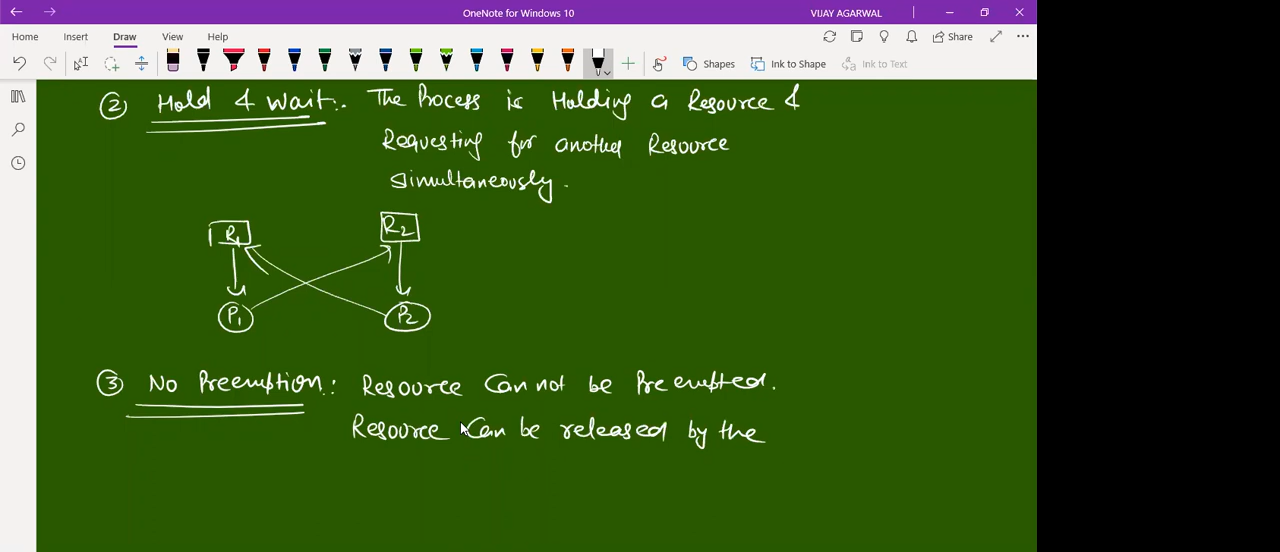 OneNote for Windows 10
VIJAY AGARWAL
Home Insert Draw View Help
Share
Shapes Ink to Shape Ink to Text
② Hold & Wait:. The Process is Holding a Resource &
Requesting for another Resource
simultaneously.
R1 R2
P1 P2
③ No Preemption:. Resource Cannot be Preempted.
Resource Can be released by the